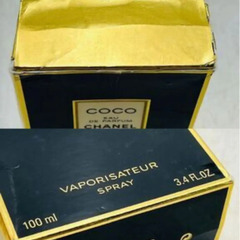 COCO
EAU
DE PARFUM
CHANEL
VAPORISATEUR
SPRAY
100 ml
3.4 FL.OZ.